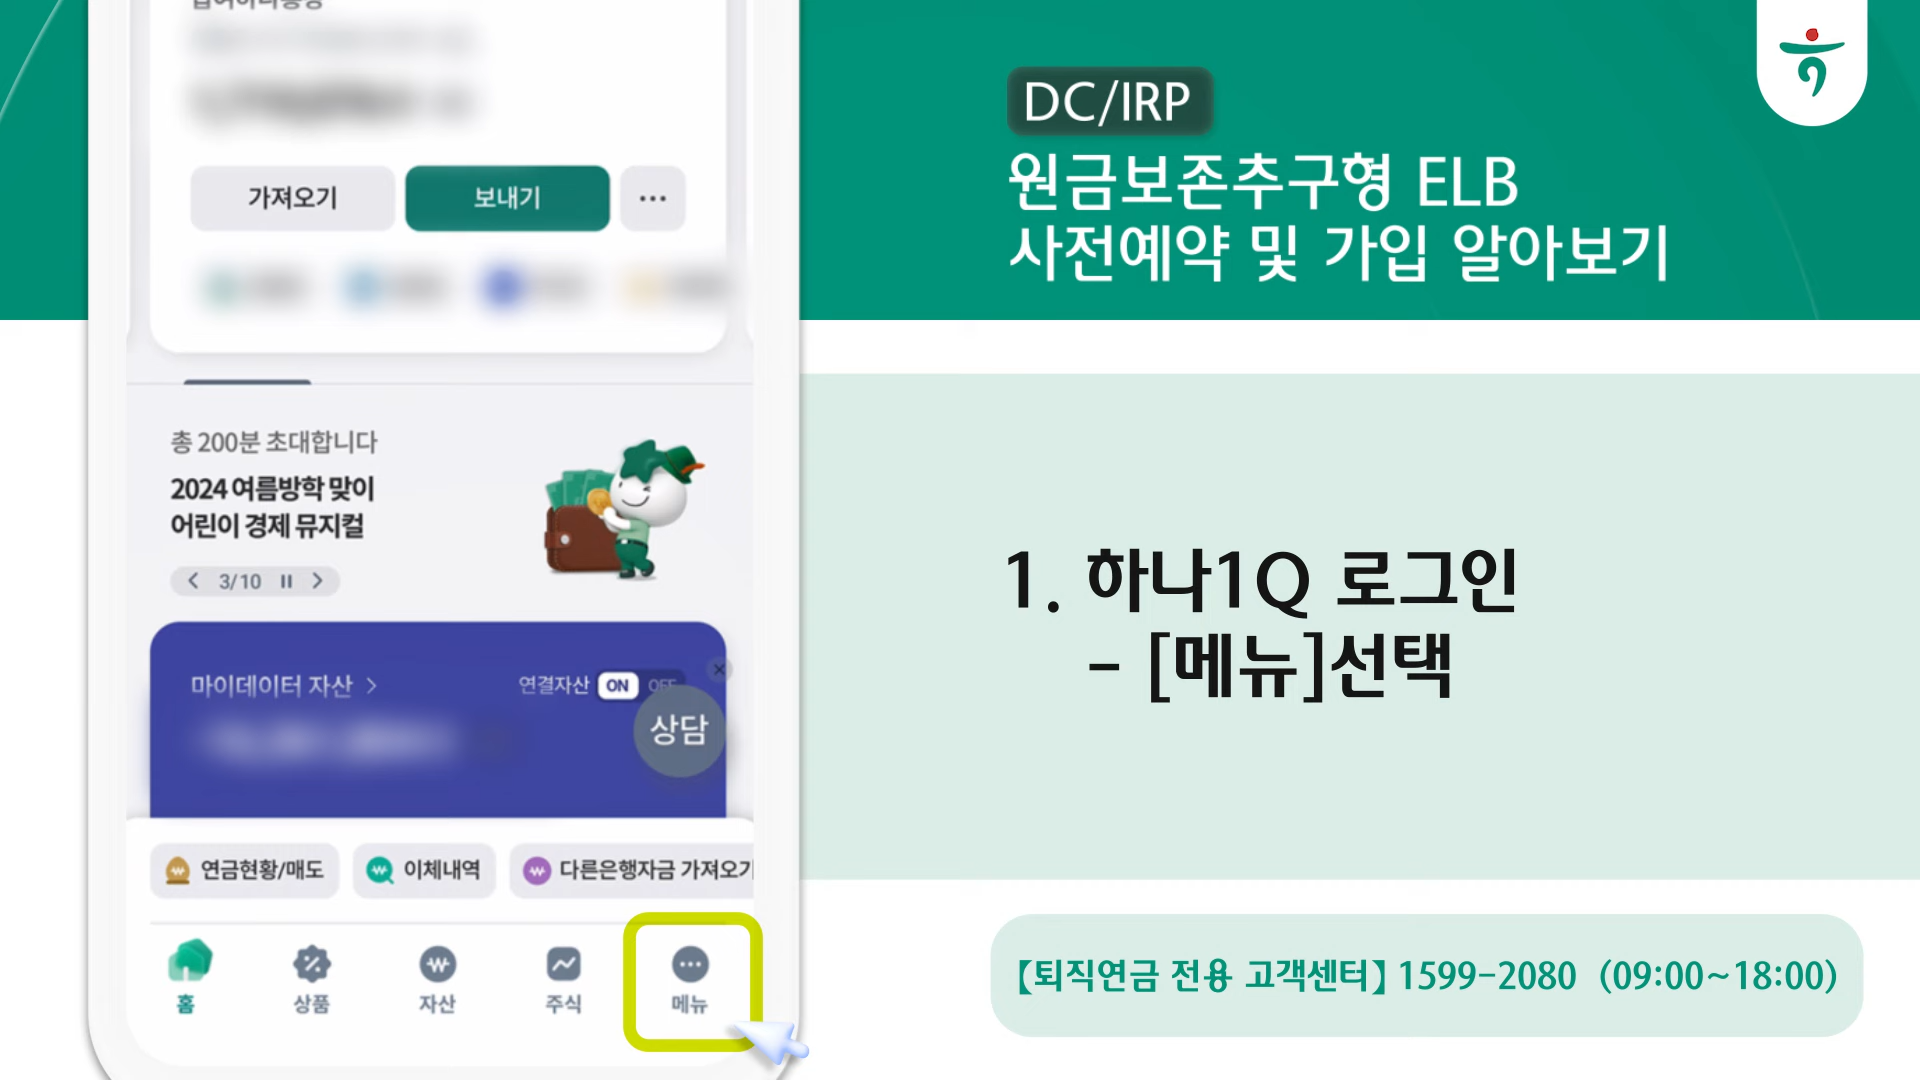 가져오기
보내기
총 200분 초대합니다
2024 여름방학 맞이
어린이 경제 뮤지컬
3/10
마이데이터 자산 >
연결자산 ON OFF
상담
연금현황/매도
이체내역
다른은행자금 가져오기
홈
상품
자산
주식
메뉴
DC/IRP
원금보존추구형 ELB
사전예약 및 가입 알아보기
1. 하나1Q 로그인
- [메뉴]선택
【퇴직연금 전용 고객센터】 1599-2080 (09:00~18:00)